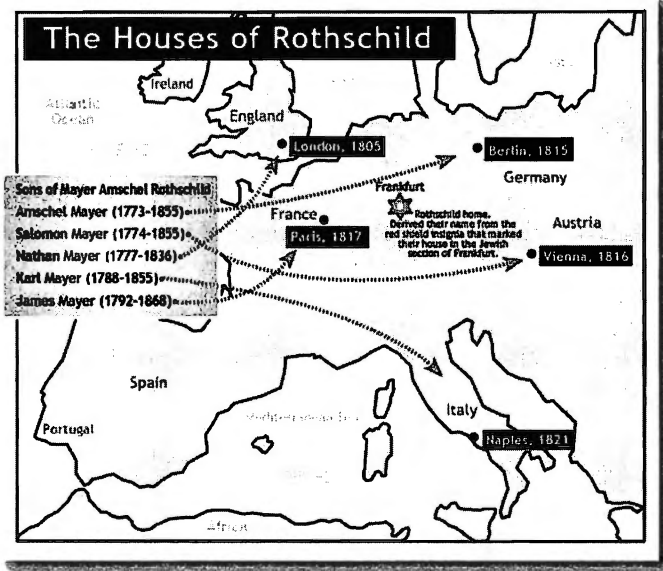 The Houses of Rothschild
Ireland
Atlantic
Ocean
England
London, 1805
Berlin, 1815
Germany
Sons of Mayer Amschel Rothschild
Amschel Mayer (1773-1855)
Salomon Mayer (1774-1855)
Nathan Mayer (1777-1836)
Karl Mayer (1788-1855)
James Mayer (1792-1868)
Frankfurt
France
Paris, 1817
Rothschild home.
Derived their name from the
red shield insignia that marked
their house in the Jewish
section of Frankfurt.
Austria
Vienna, 1816
Spain
Portugal
Italy
Naples, 1821
Mediterranean Sea
Africa